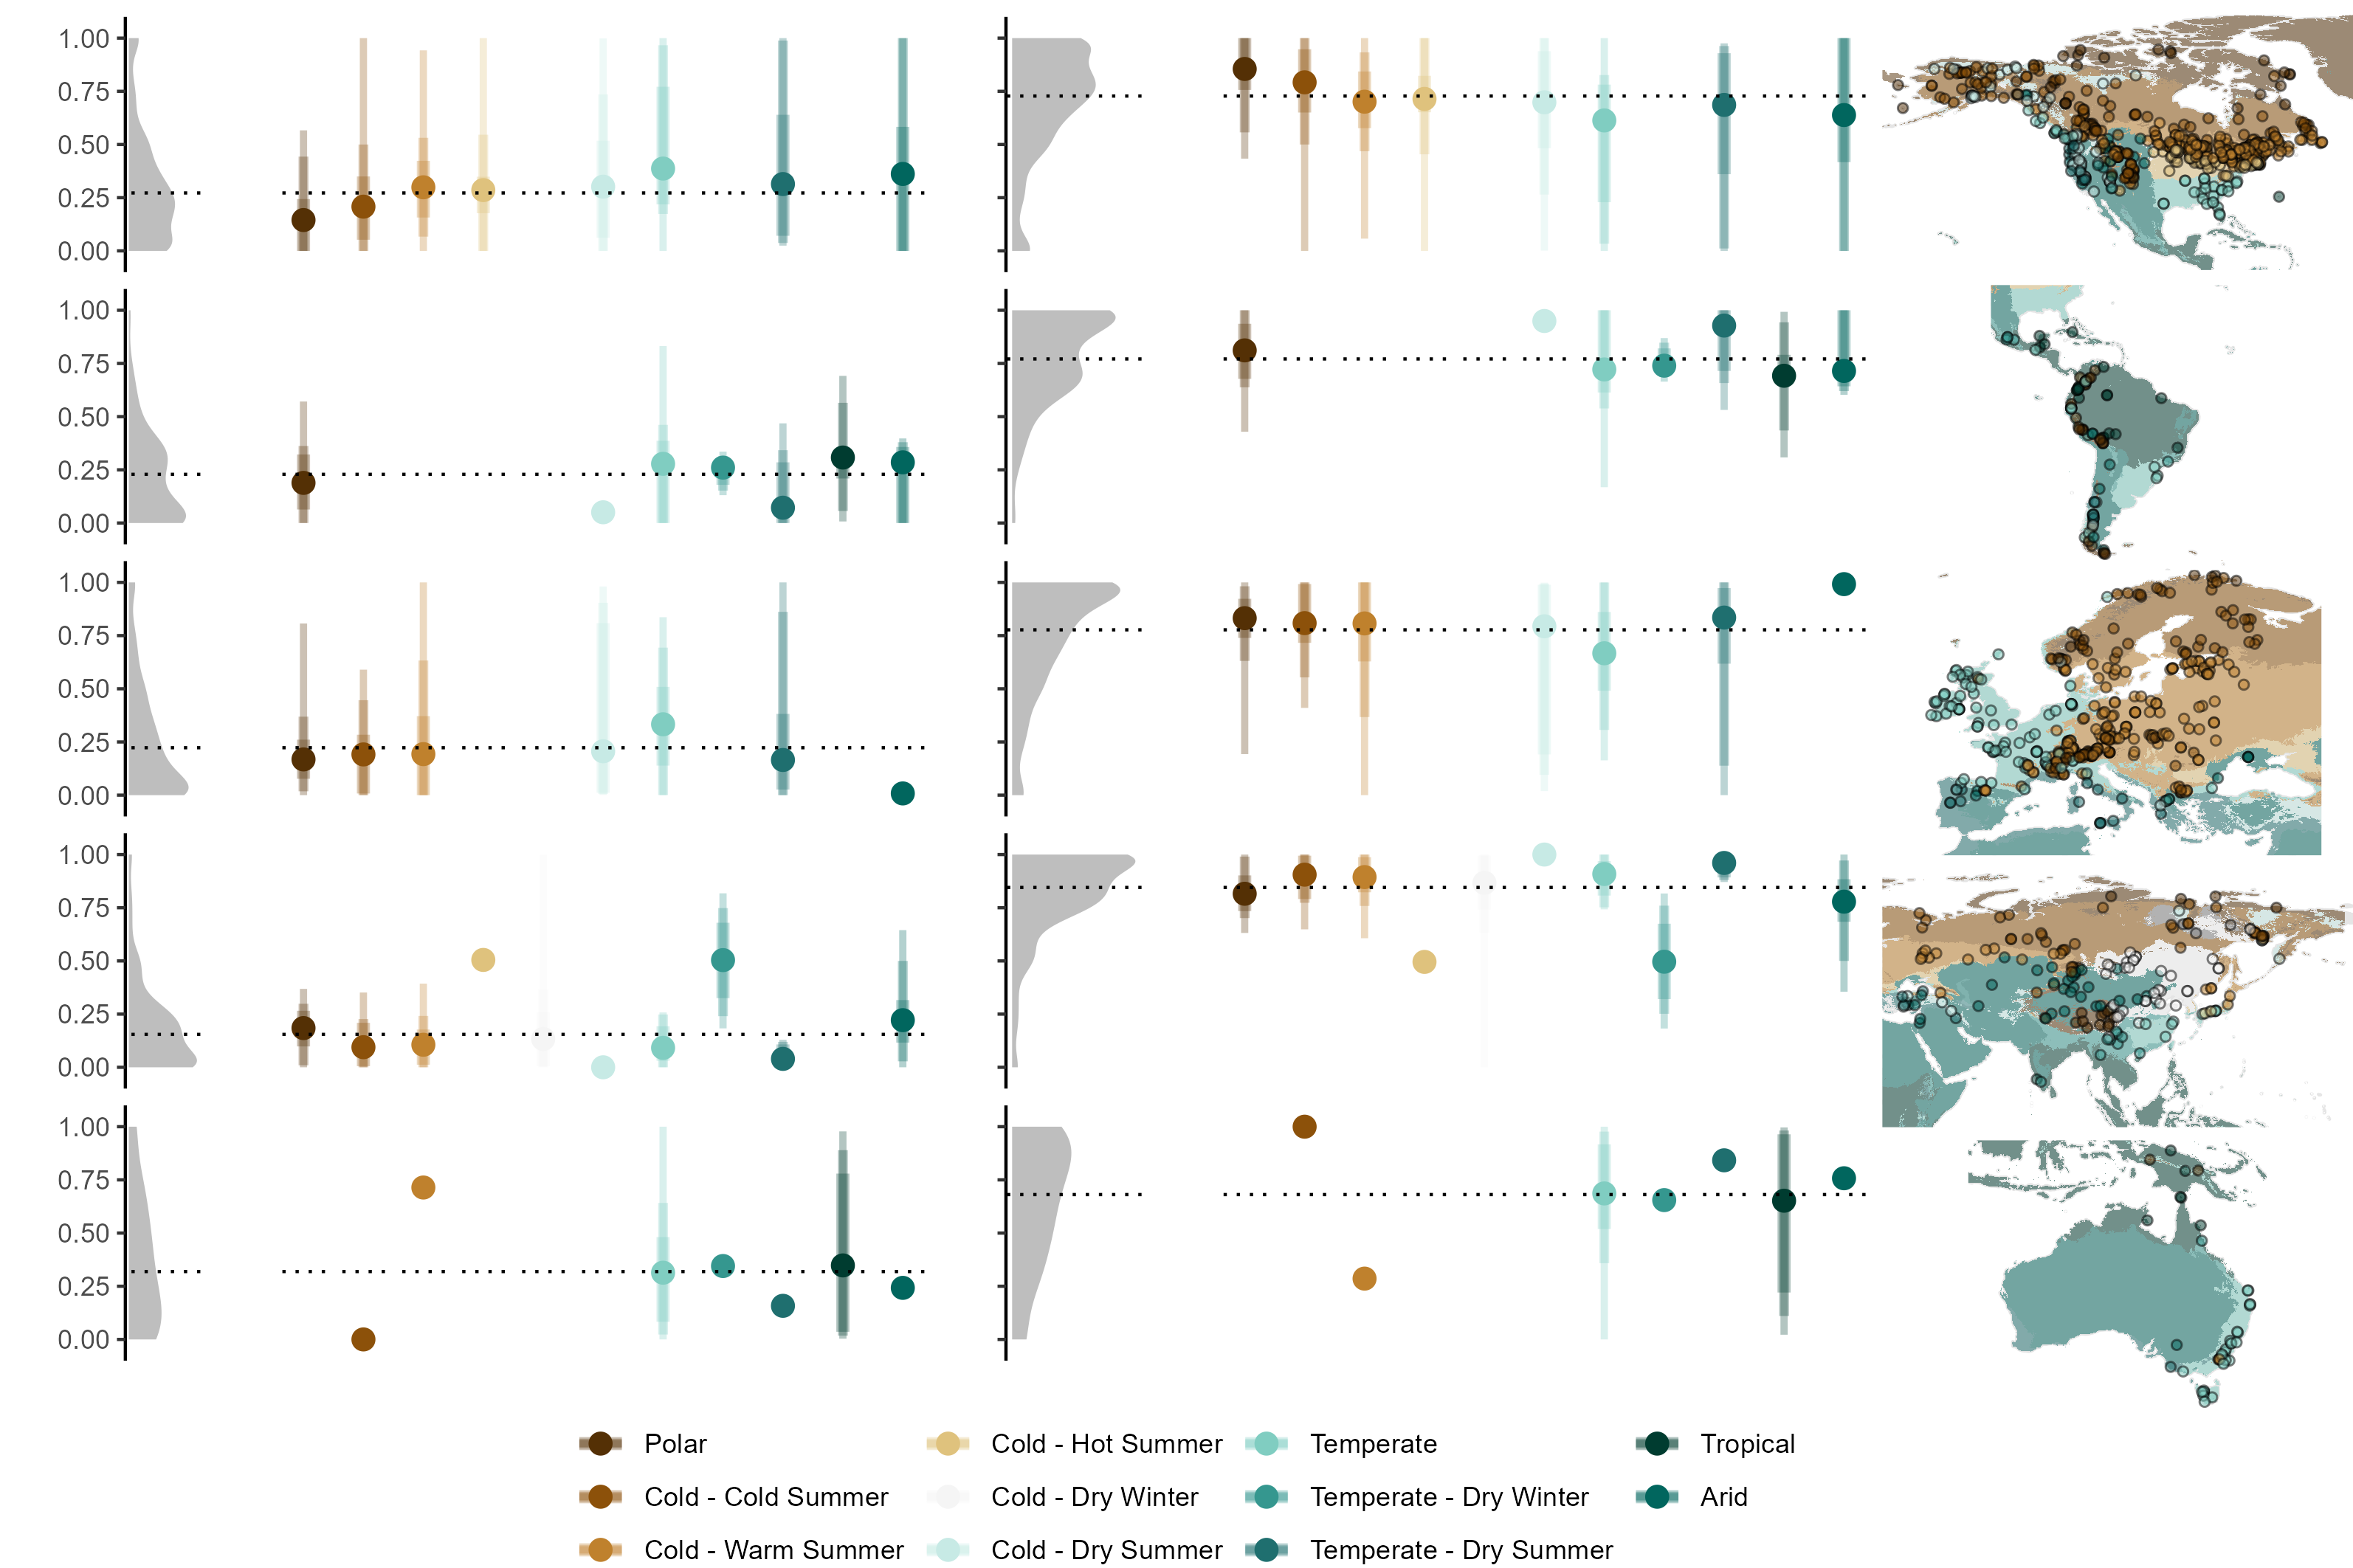 1.00
0.75
0.50
0.25
0.00
1.00
0.75
0.50
0.25
0.00
1.00
0.75
0.50
0.25
0.00
1.00
0.75
0.50
0.25
0.00
1.00
0.75
0.50
0.25
0.00
Polar
Cold - Hot Summer
Temperate
Tropical
Cold - Cold Summer
Cold - Dry Winter
Temperate - Dry Winter
Arid
Cold - Warm Summer
Cold - Dry Summer
Temperate - Dry Summer